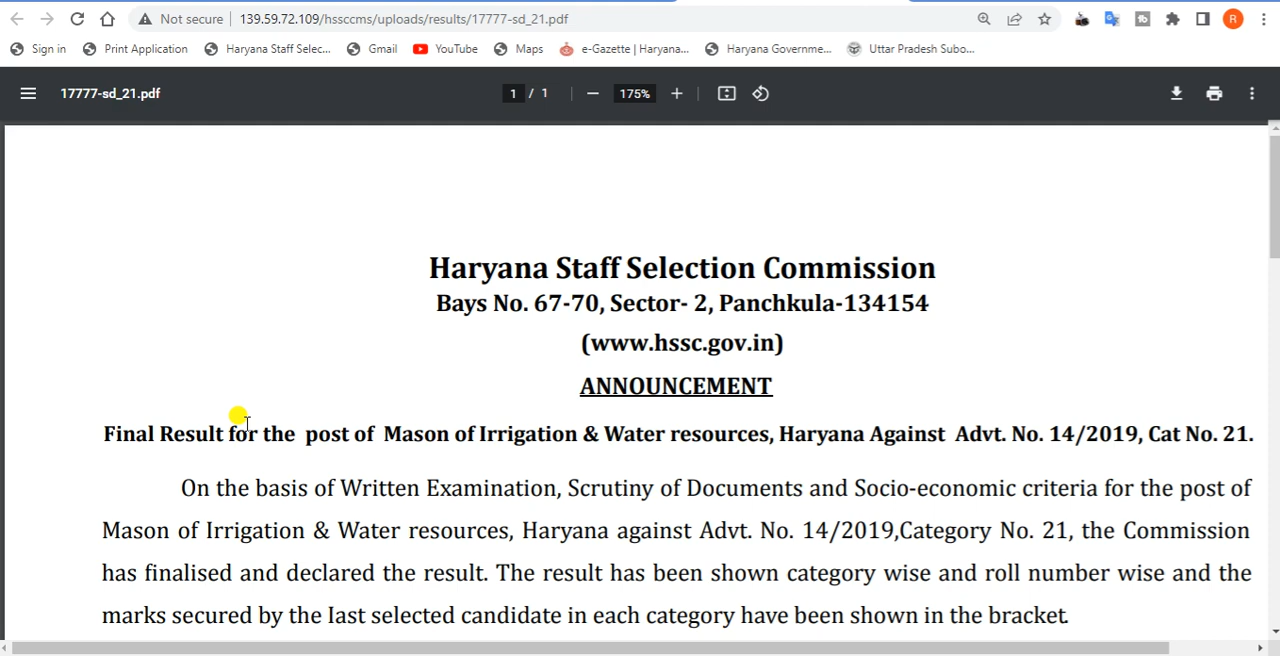 Not secure 139.59.72.109/hssccms/uploads/results/17777-sd_21.pdf R
Sign in Print Application Haryana Staff Selec... Gmail YouTube Maps e-Gazette | Haryana... Haryana Governme... Uttar Pradesh Subo...
17777-sd_21.pdf 1 / 1 175%
Haryana Staff Selection Commission
Bays No. 67-70, Sector- 2, Panchkula-134154
(www.hssc.gov.in)
ANNOUNCEMENT
Final Result for the post of Mason of Irrigation & Water resources, Haryana Against Advt. No. 14/2019, Cat No. 21.
On the basis of Written Examination, Scrutiny of Documents and Socio-economic criteria for the post of
Mason of Irrigation & Water resources, Haryana against Advt. No. 14/2019,Category No. 21, the Commission
has finalised and declared the result. The result has been shown category wise and roll number wise and the
marks secured by the last selected candidate in each category have been shown in the bracket.